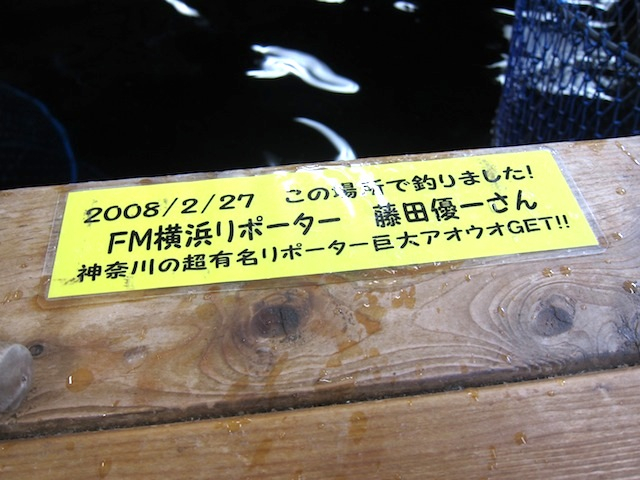 2008/2/27 この場所で釣りました!
FM横浜リポーター 藤田優一さん
神奈川の超有名リポーター巨大アオウオGET!!